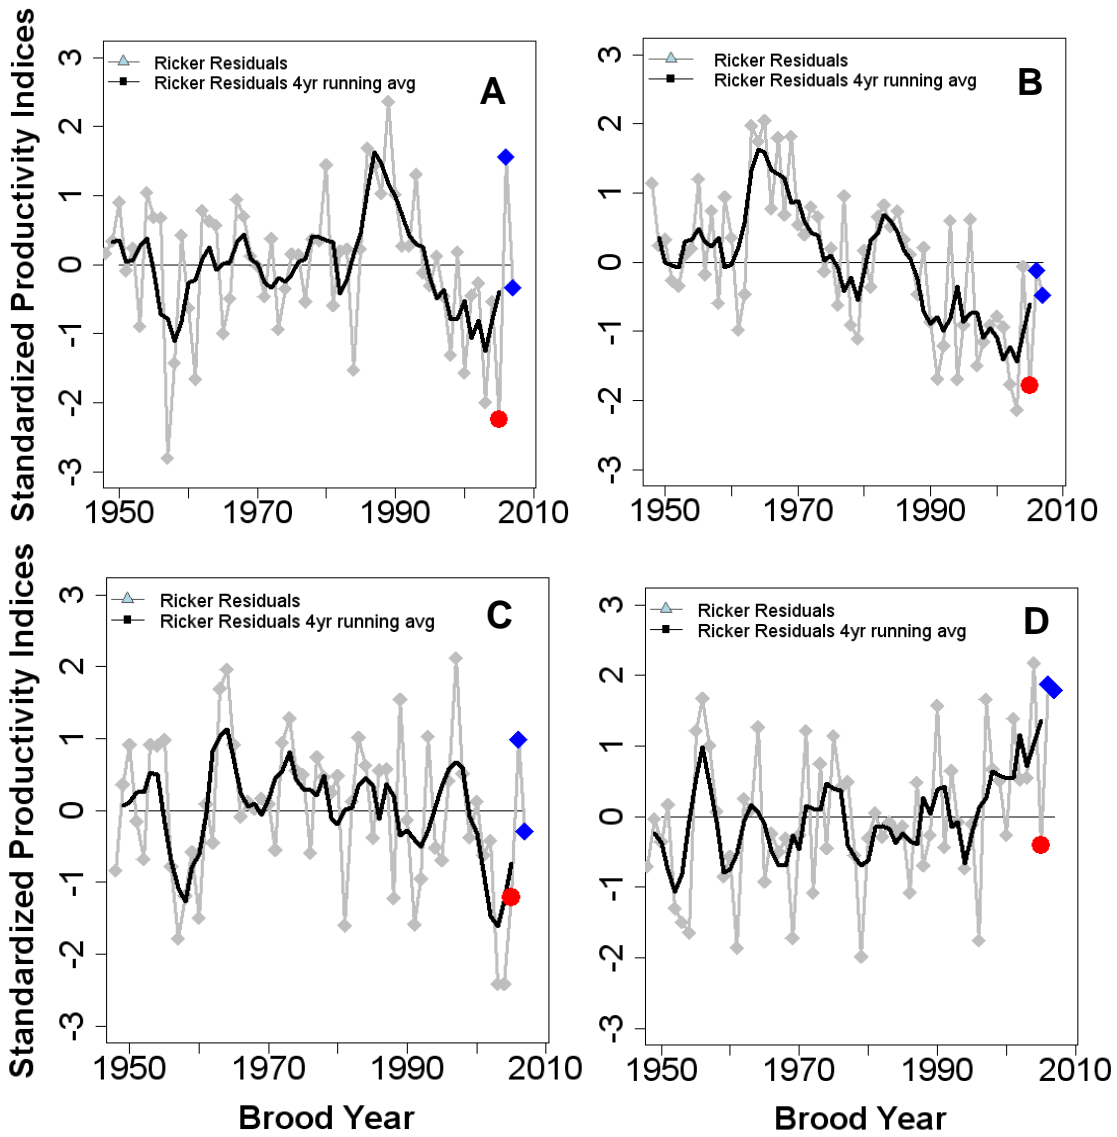 Standardized Productivity Indices
3
2
1
0
-1
-2
-3
Ricker Residuals
Ricker Residuals 4yr running avg
A
1950
1970
1990
2010
3
2
1
0
-1
-2
-3
Ricker Residuals
Ricker Residuals 4yr running avg
B
1950
1970
1990
2010
Standardized Productivity Indices
3
2
1
0
-1
-2
-3
Ricker Residuals
Ricker Residuals 4yr running avg
C
1950
1970
1990
2010
Brood Year
3
2
1
0
-1
-2
-3
Ricker Residuals
Ricker Residuals 4yr running avg
D
1950
1970
1990
2010
Brood Year